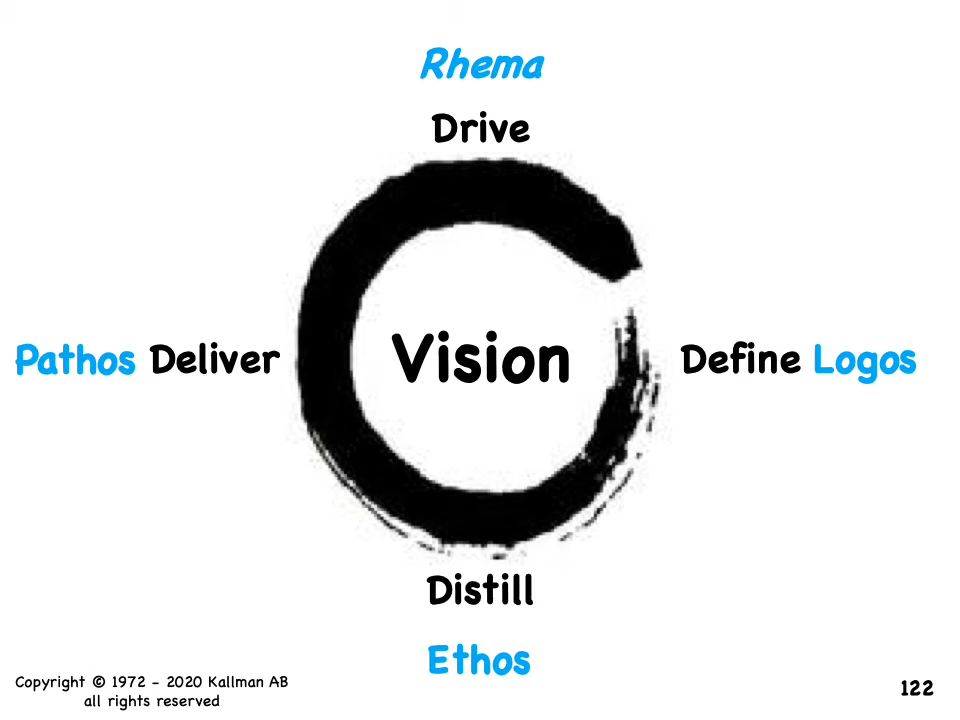 Rhema
Drive
Pathos Deliver
Vision
Define Logos
Distill
Ethos
Copyright © 1972 - 2020 Kallman AB
all rights reserved
122